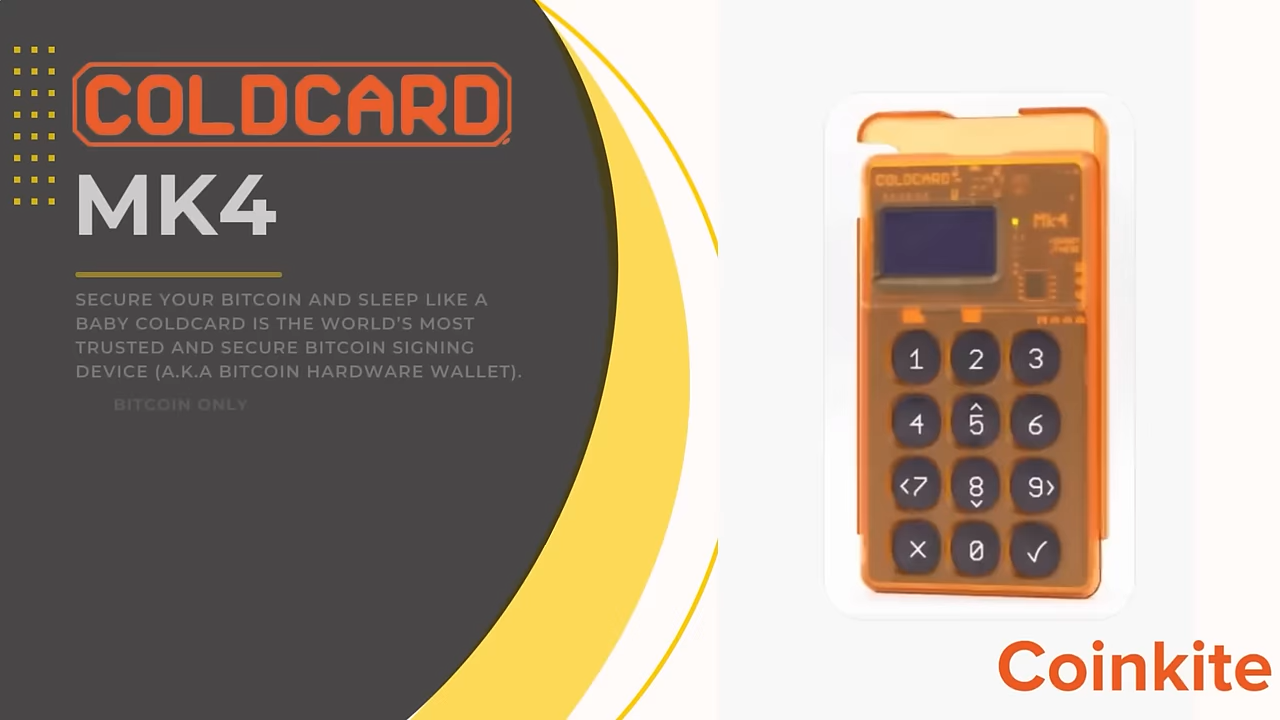 COLDCARD
MK4
SECURE YOUR BITCOIN AND SLEEP LIKE A
BABY COLDCARD IS THE WORLD'S MOST
TRUSTED AND SECURE BITCOIN SIGNING
DEVICE (A.K.A BITCOIN HARDWARE WALLET).
BITCOIN ONLY
COLDCARD
Mk4
1 2 3
4 5 6
<7 8 9>
X 0 ✓
Coinkite